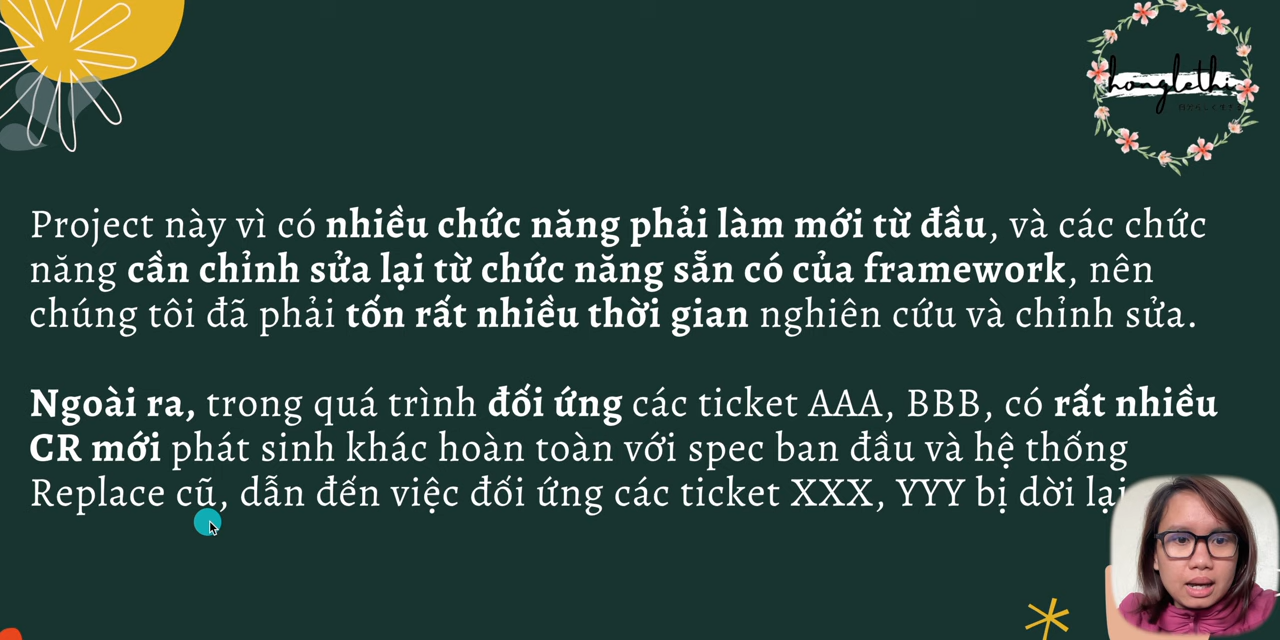 honglethi
Project này vì có nhiều chức năng phải làm mới từ đầu, và các chức
năng cần chỉnh sửa lại từ chức năng sẵn có của framework, nên
chúng tôi đã phải tốn rất nhiều thời gian nghiên cứu và chỉnh sửa.
Ngoài ra, trong quá trình đối ứng các ticket AAA, BBB, có rất nhiều
CR mới phát sinh khác hoàn toàn với spec ban đầu và hệ thống
Replace cũ, dẫn đến việc đối ứng các ticket XXX, YYY bị dời lại